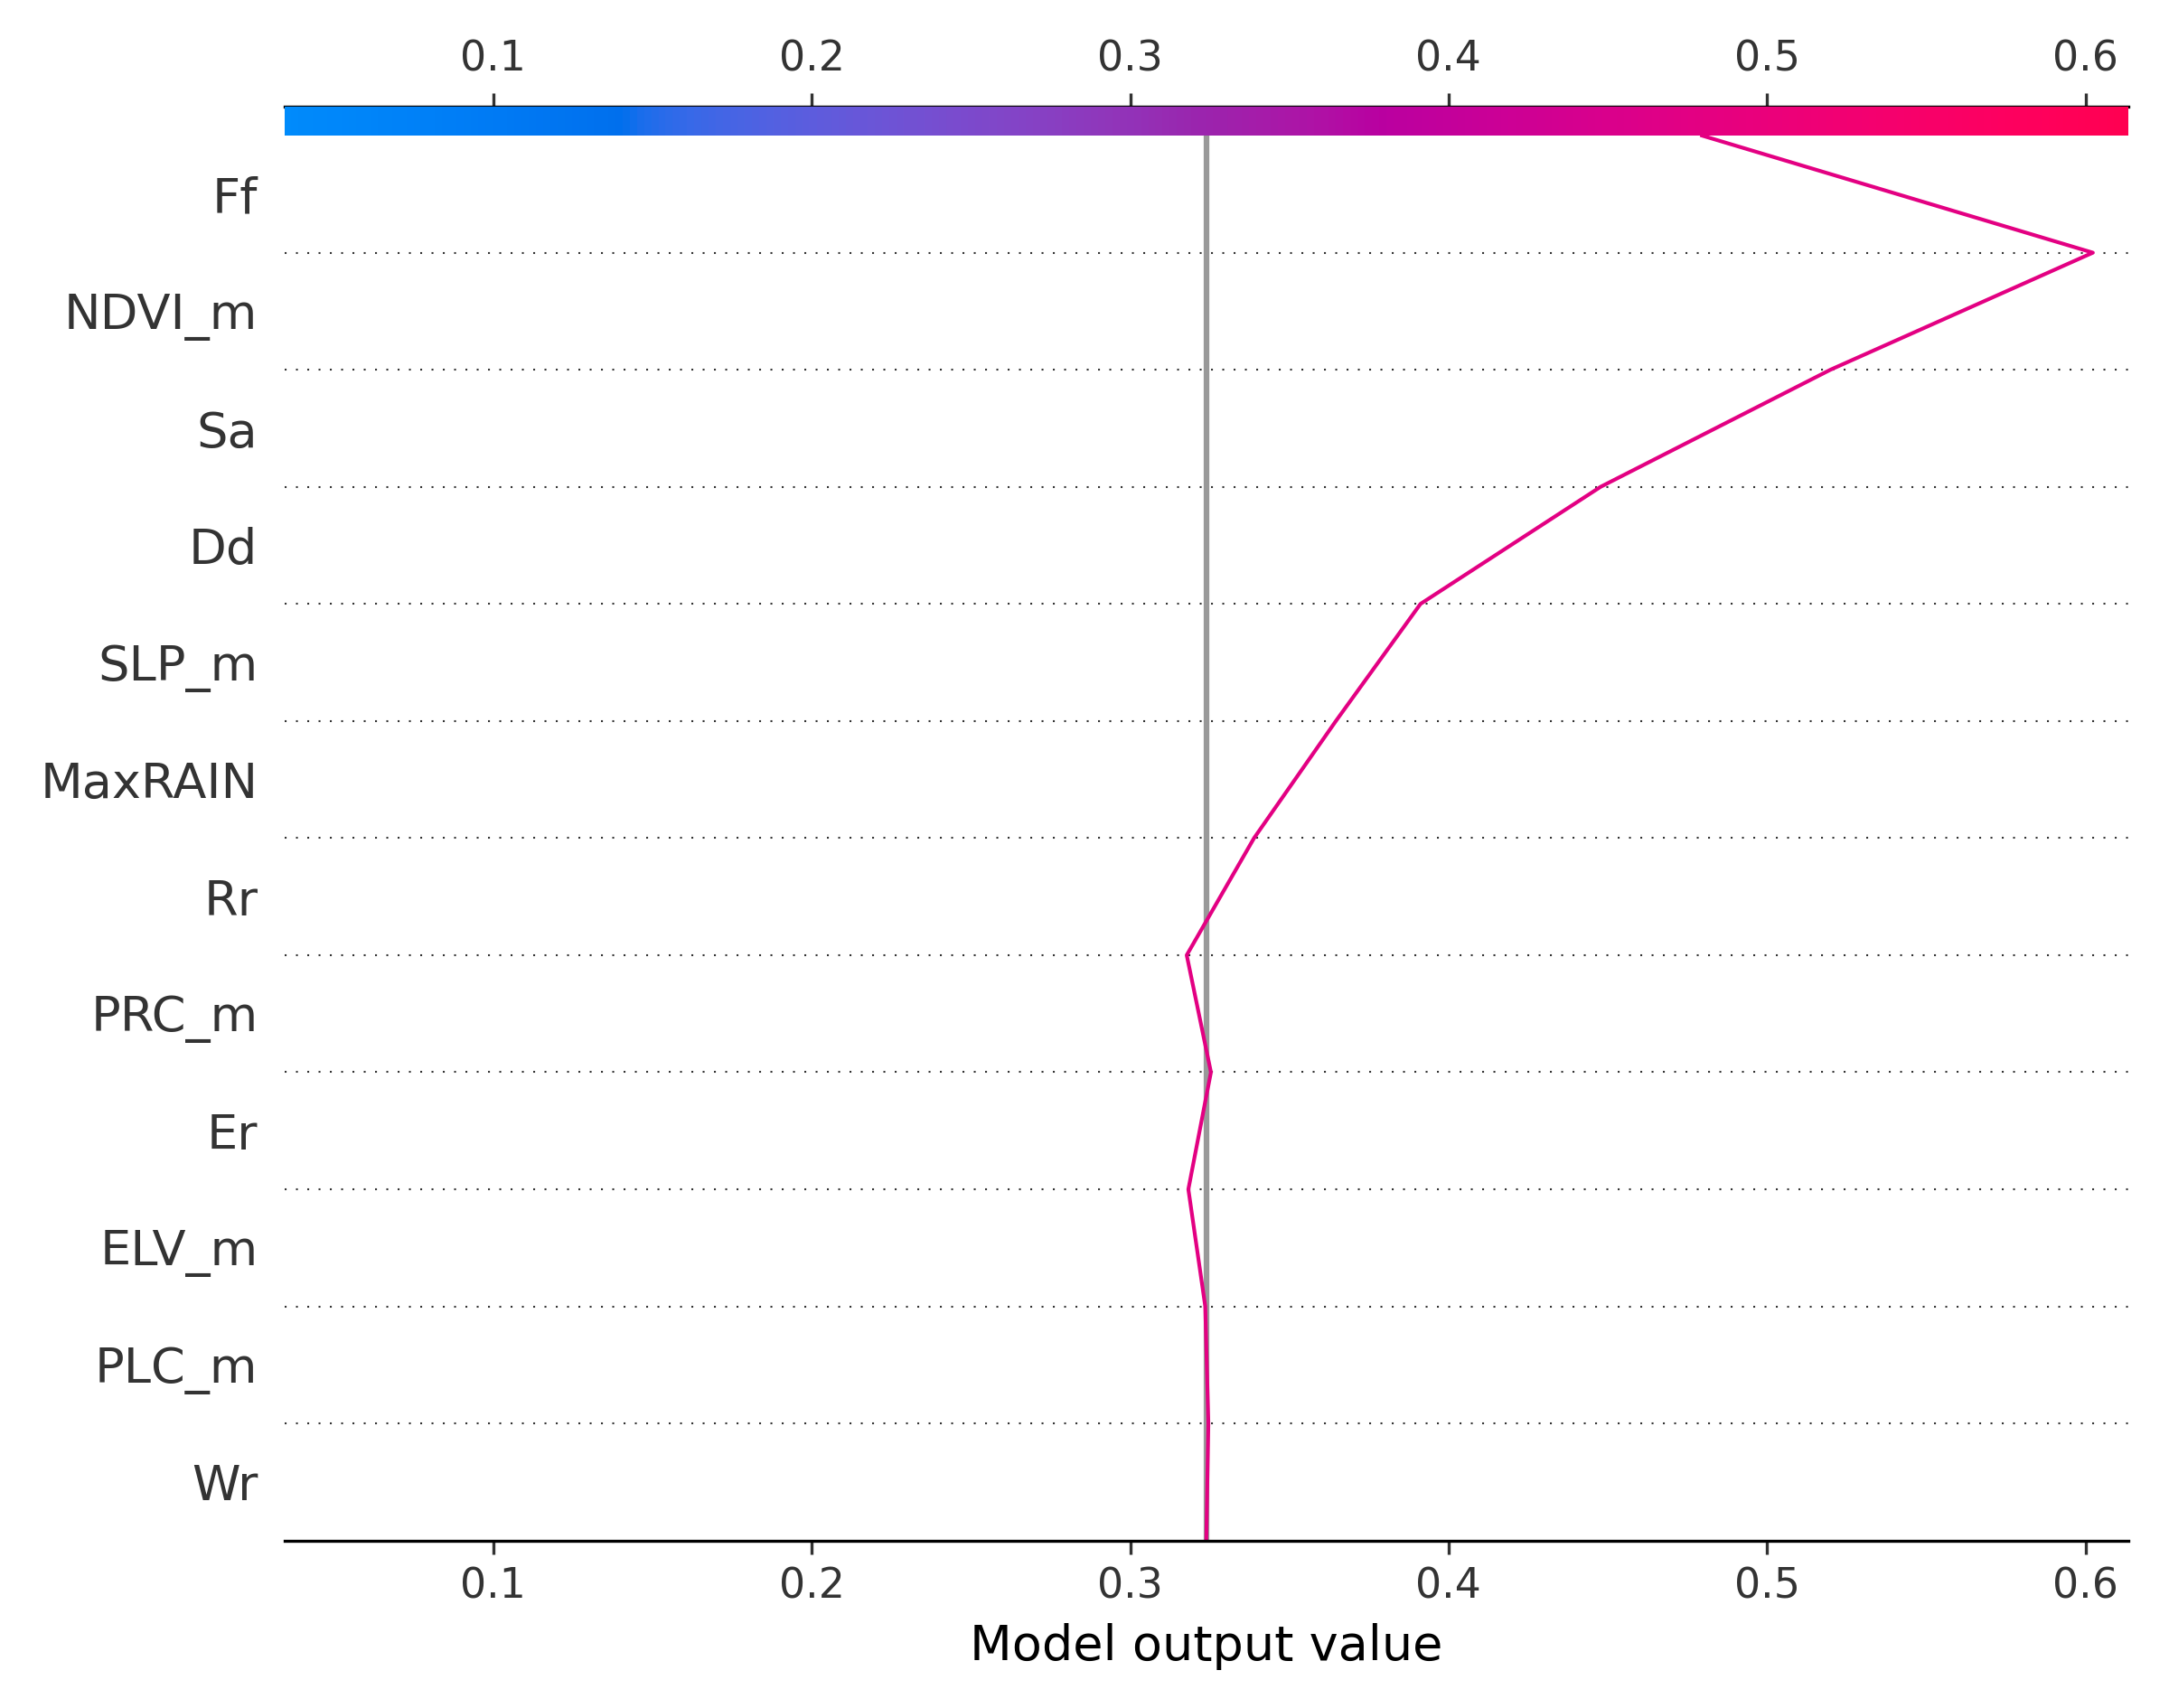 0.1 0.2 0.3 0.4 0.5 0.6
Ff
NDVI_m
Sa
Dd
SLP_m
MaxRAIN
Rr
PRC_m
Er
ELV_m
PLC_m
Wr
0.1 0.2 0.3 0.4 0.5 0.6
Model output value